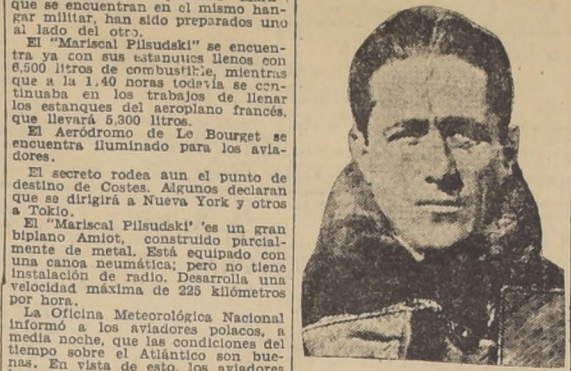 que se encuentran en el mismo han-
gar militar, han sido preparados uno
al lado del otro.
El "Mariscal Pilsudski" se encuen-
tra ya con sus estanques llenos con
6,500 litros de combustible, mientras
que a la 1.40 horas todavía se con-
tinuaba en los trabajos de llenar
los estanques del aeroplano francés,
que llevará 5,300 litros.
El Aeródromo de Le Bourget se
encuentra iluminado para los avia-
dores.
El secreto rodea aun el punto de
destino de Costes. Algunos declaran
que se dirigirá a Nueva York y otros
a Tokio.
El "Mariscal Pilsudski' 'es un gran
biplano Amiot, construido parcial-
mente de metal. Está equipado con
una canoa neumática; pero no tiene
instalación de radio. Desarrolla una
velocidad máxima de 225 kilómetros
por hora.
La Oficina Meteorológica Nacional
informó a los aviadores polacos, a
media noche, que las condiciones del
tiempo sobre el Atlántico son bue-
nas. En vista de esto, los aviadores